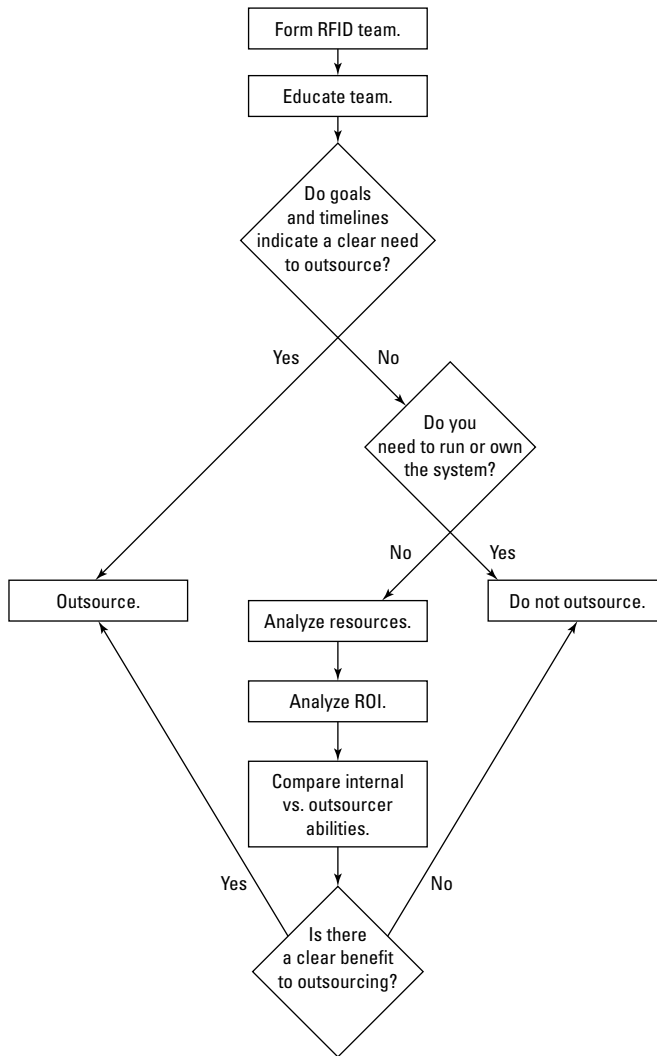 Form RFID team.
Educate team.
Do goals
and timelines
indicate a clear need
to outsource?
Yes
No
Do you
need to run or own
the system?
No
Yes
Outsource.
Analyze resources.
Do not outsource.
Analyze ROI.
Compare internal
vs. outsourcer
abilities.
Yes
No
Is there
a clear benefit
to outsourcing?